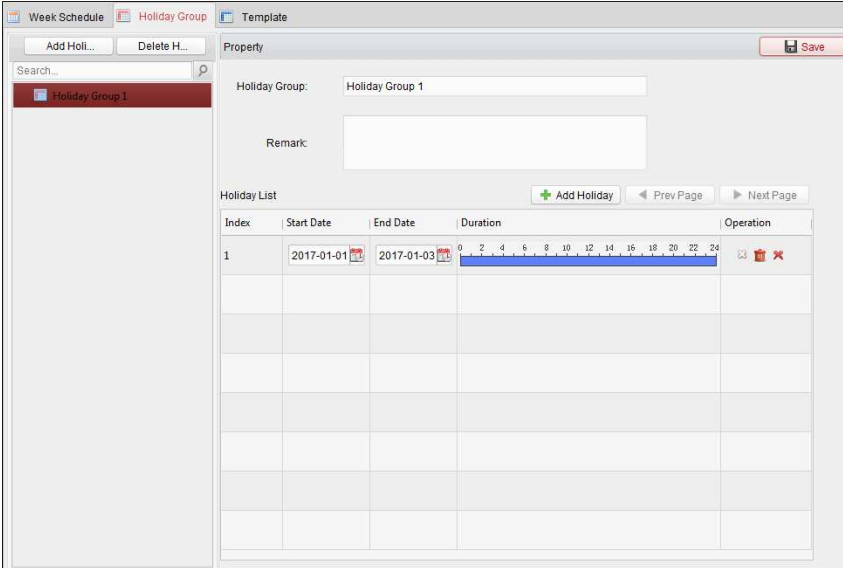 Week Schedule Holiday Group Template
Add Holi... Delete H... Property Save
Search...
Holiday Group 1
Holiday Group: Holiday Group 1
Remark:
Holiday List Add Holiday Prev Page Next Page
Index Start Date End Date Duration Operation
0 2 4 6 8 10 12 14 16 18 20 22 24
1 2017-01-01 2017-01-03